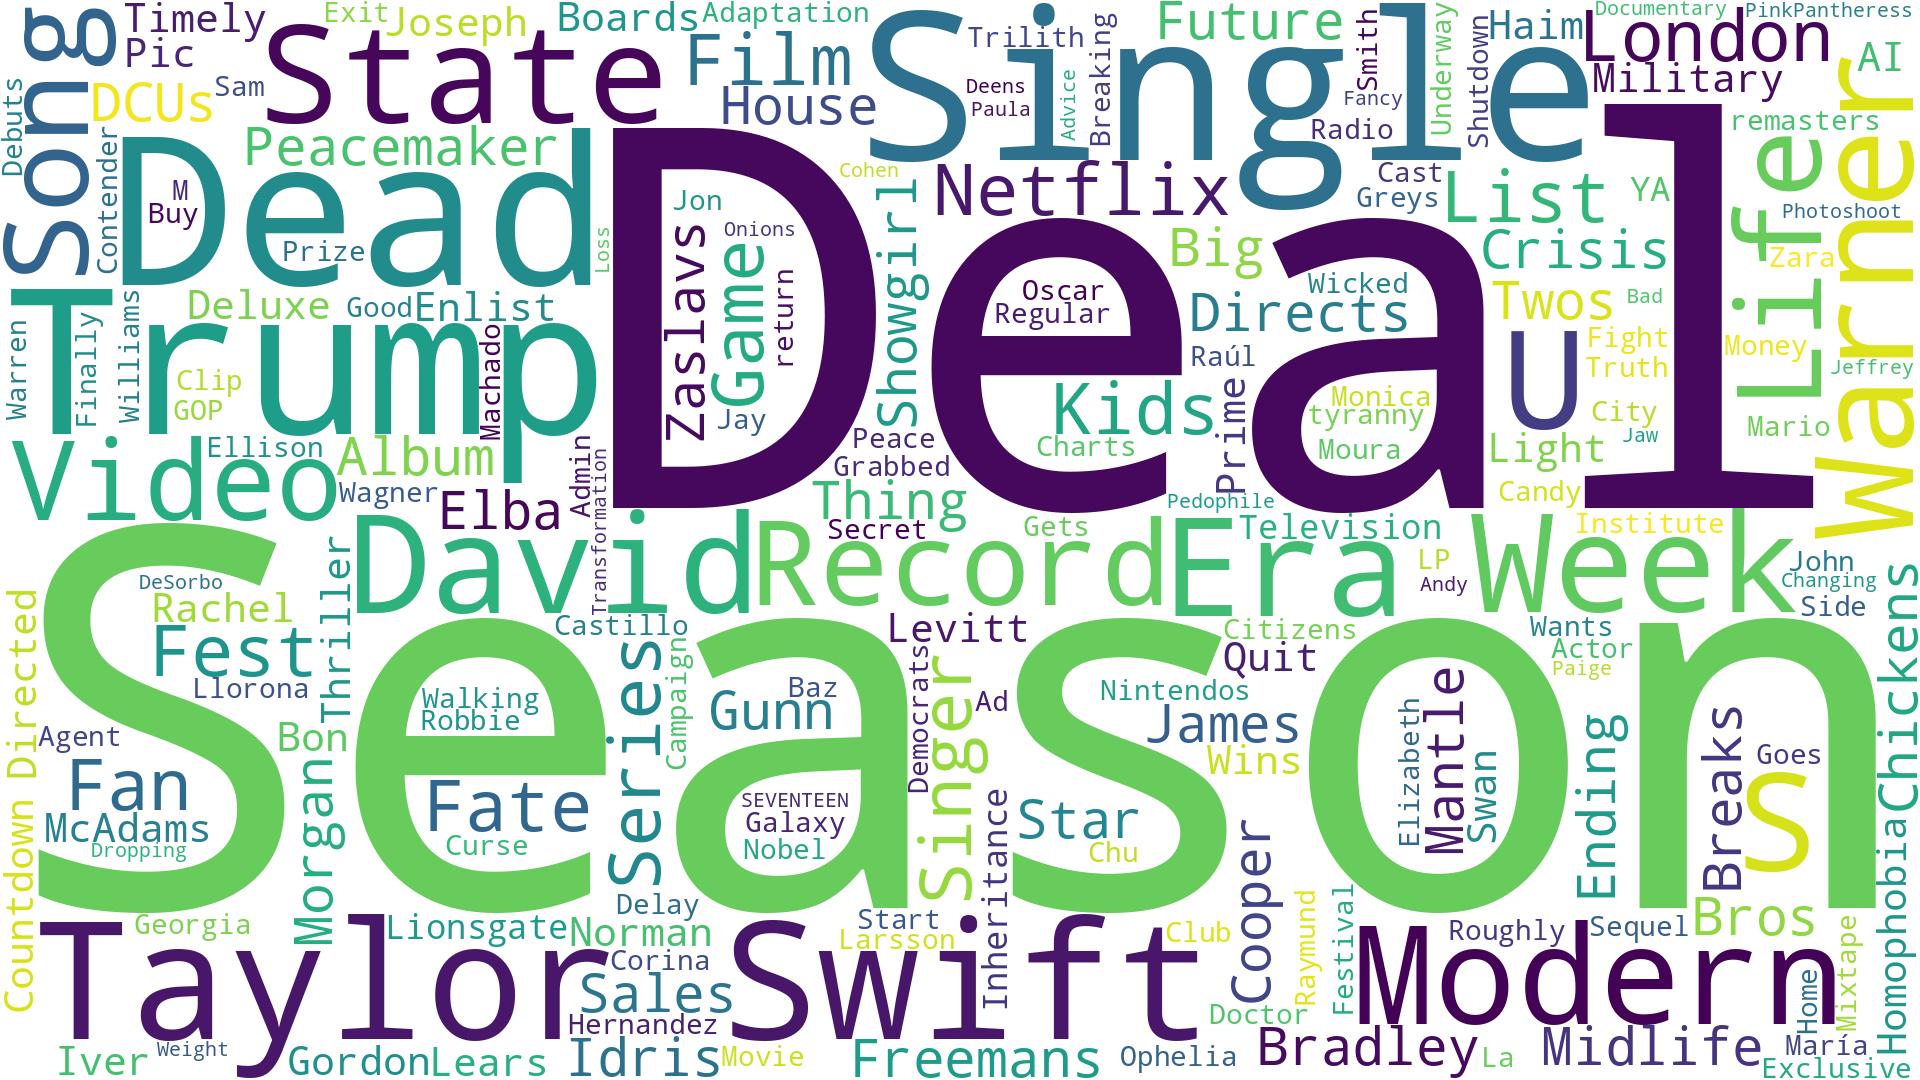 Song
Debuts
Timely
Pic
DCUs
Sam
Contender
Exit
Joseph
State
Boards
Adaptation
Film
House
Single
Trilith
Deens
Paula
Advice
Breaking
Future
Smith
Fancy
Radio
Underway
Shutdown
Haim
Documentary
PinkPantheress
London
Military
AI
Warner
remasters
Life
YA
Photoshoot
Zara
Dead
M
Buy
Prize
Peacemaker
Loss
Deal
Cohen
Netflix
Showgirl
Jon
Onions
Zaslavs
Game
return
Jay
Big
Cast
Greys
List
Crisis
Wicked
Directs
Oscar
Regular
Raúl
Twos
Bad
Fight
Truth
Money
Jeffrey
Mario
City
Jaw
U
Light
Candy
Monica
tyranny
Moura
Kids
Charts
Prime
Peace
Grabbed
Pedophile
Thing
Secret
Gets
Television
Institute
Trump
Deluxe
Good
Enlist
Warren
Finally
Williams
Clip
GOP
Machado
Video
Ellison
Album
Wagner
Elba
Admin
Transformation
David
Record
Era
LP
Andy
Week
John
Changing
Side
Chickens
Season
DeSorbo
Rachel
Fest
Llorona
Thriller
Countdown
Directed
Agent
Bon
Fan
McAdams
Dropping
Morgan
Castillo
Walking
Robbie
Fate
Curse
Series
Campaign
Baz
Gunn
SEVENTEEN
Galaxy
Nobel
Levitt
Democrats
Singer
Ad
Citizens
Quit
Nintendos
James
Wins
Star
Chu
Inheritance
Wants
Actor
Paige
Elizabeth
Mantle
Swan
Ending
Breaks
Goes
S
Cooper
Raymund
Festival
Homophobia
Georgia
Taylor
Lionsgate
Delay
Norman
Corina
Sales
Hernandez
Start
Larsson
Swift
Club
Doctor
Modern
Roughly
Sequel
Bros
Mixtape
Home
María
Iver
Weight
Gordon
Lears
Idris
Movie
Freemans
Ophelia
Bradley
La
Midlife
Exclusive